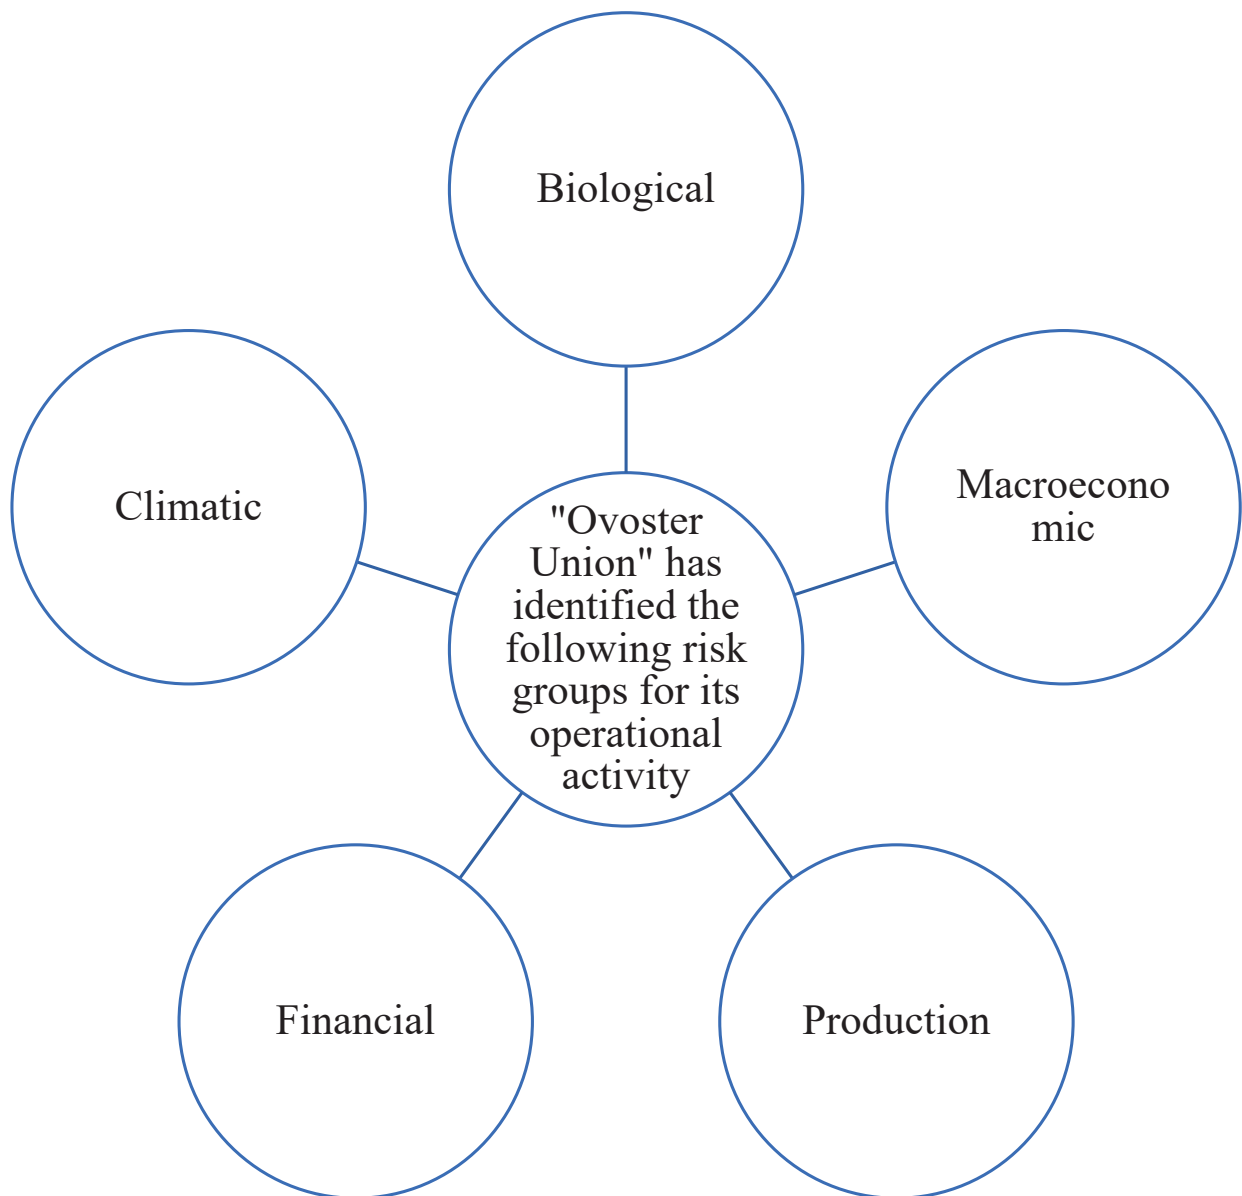 Biological
Climatic
Macroecono
mic
"Ovoster
Union" has
identified the
following risk
groups for its
operational
activity
Financial
Production